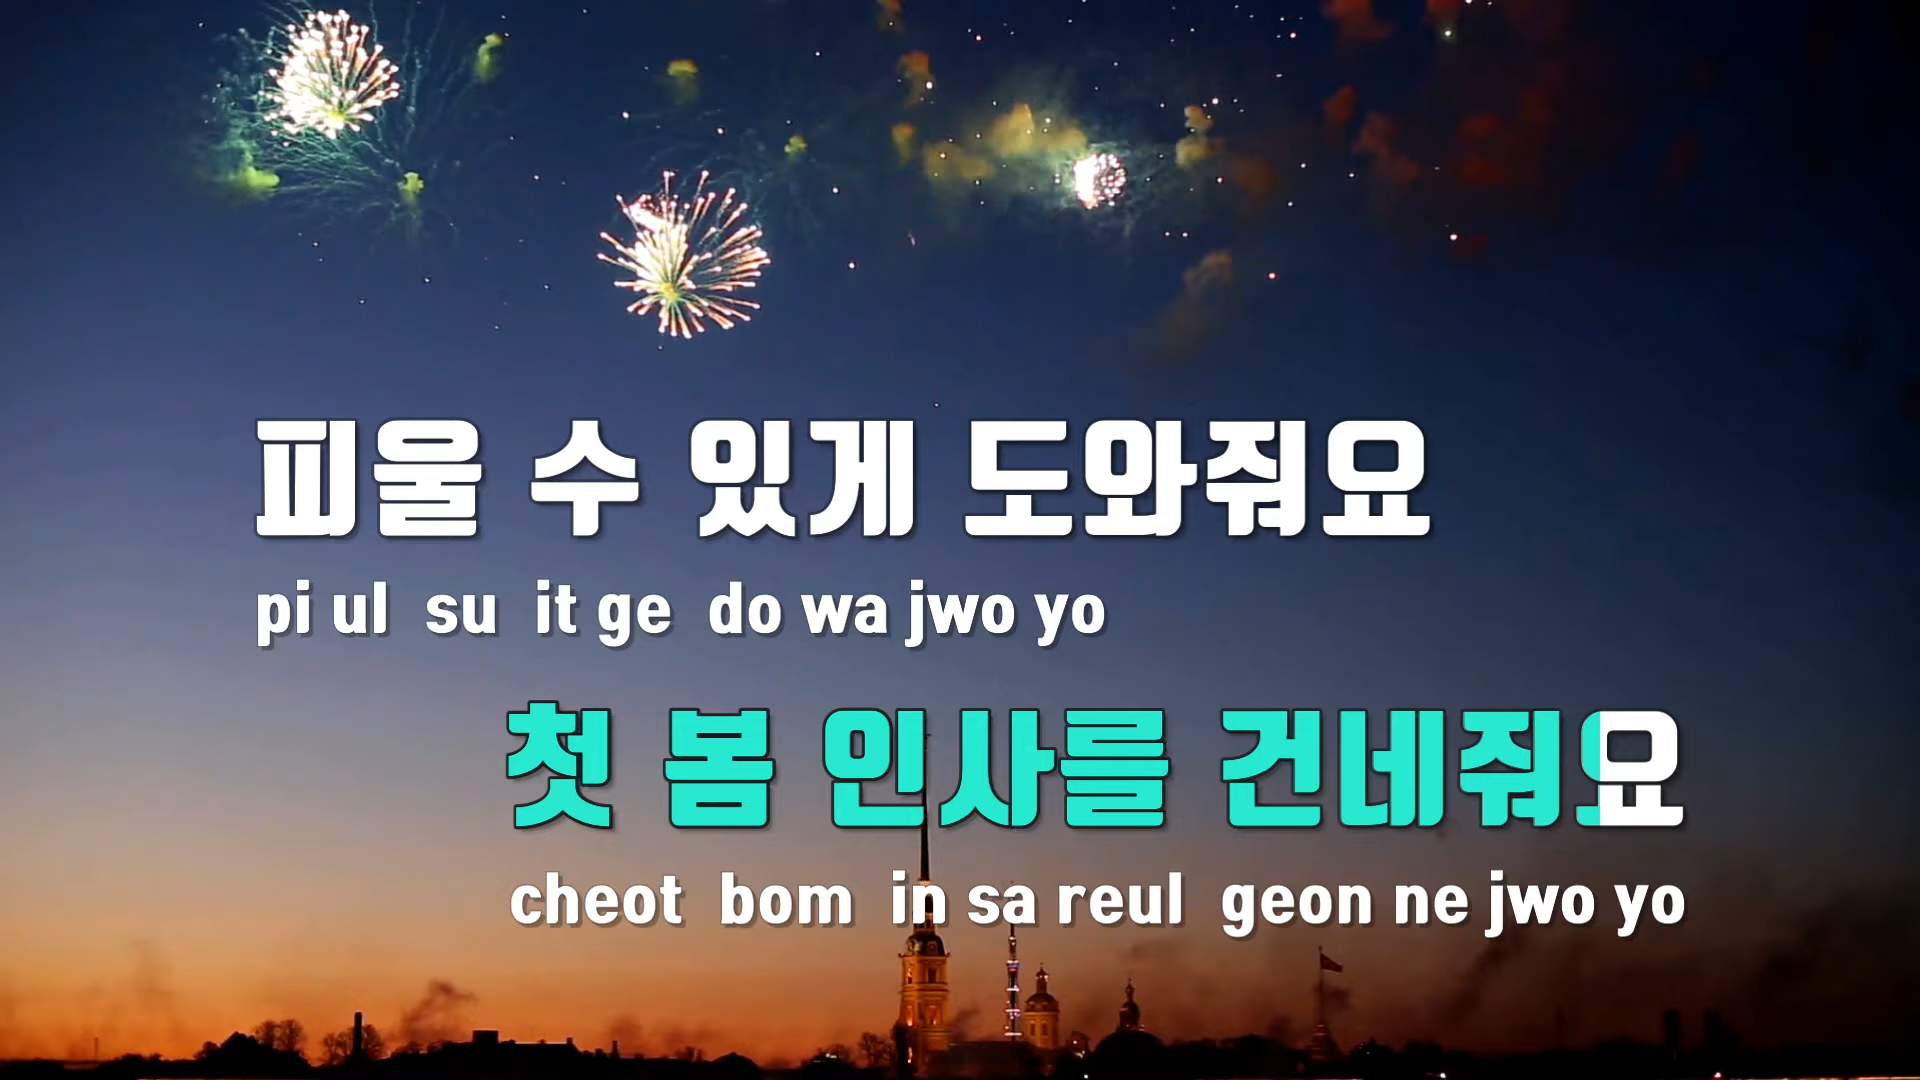 피울 수 있게 도와줘요
pi ul su it ge do wa jwo yo
첫 봄 인사를 건네줘요
cheot bom in sa reul geon ne jwo yo